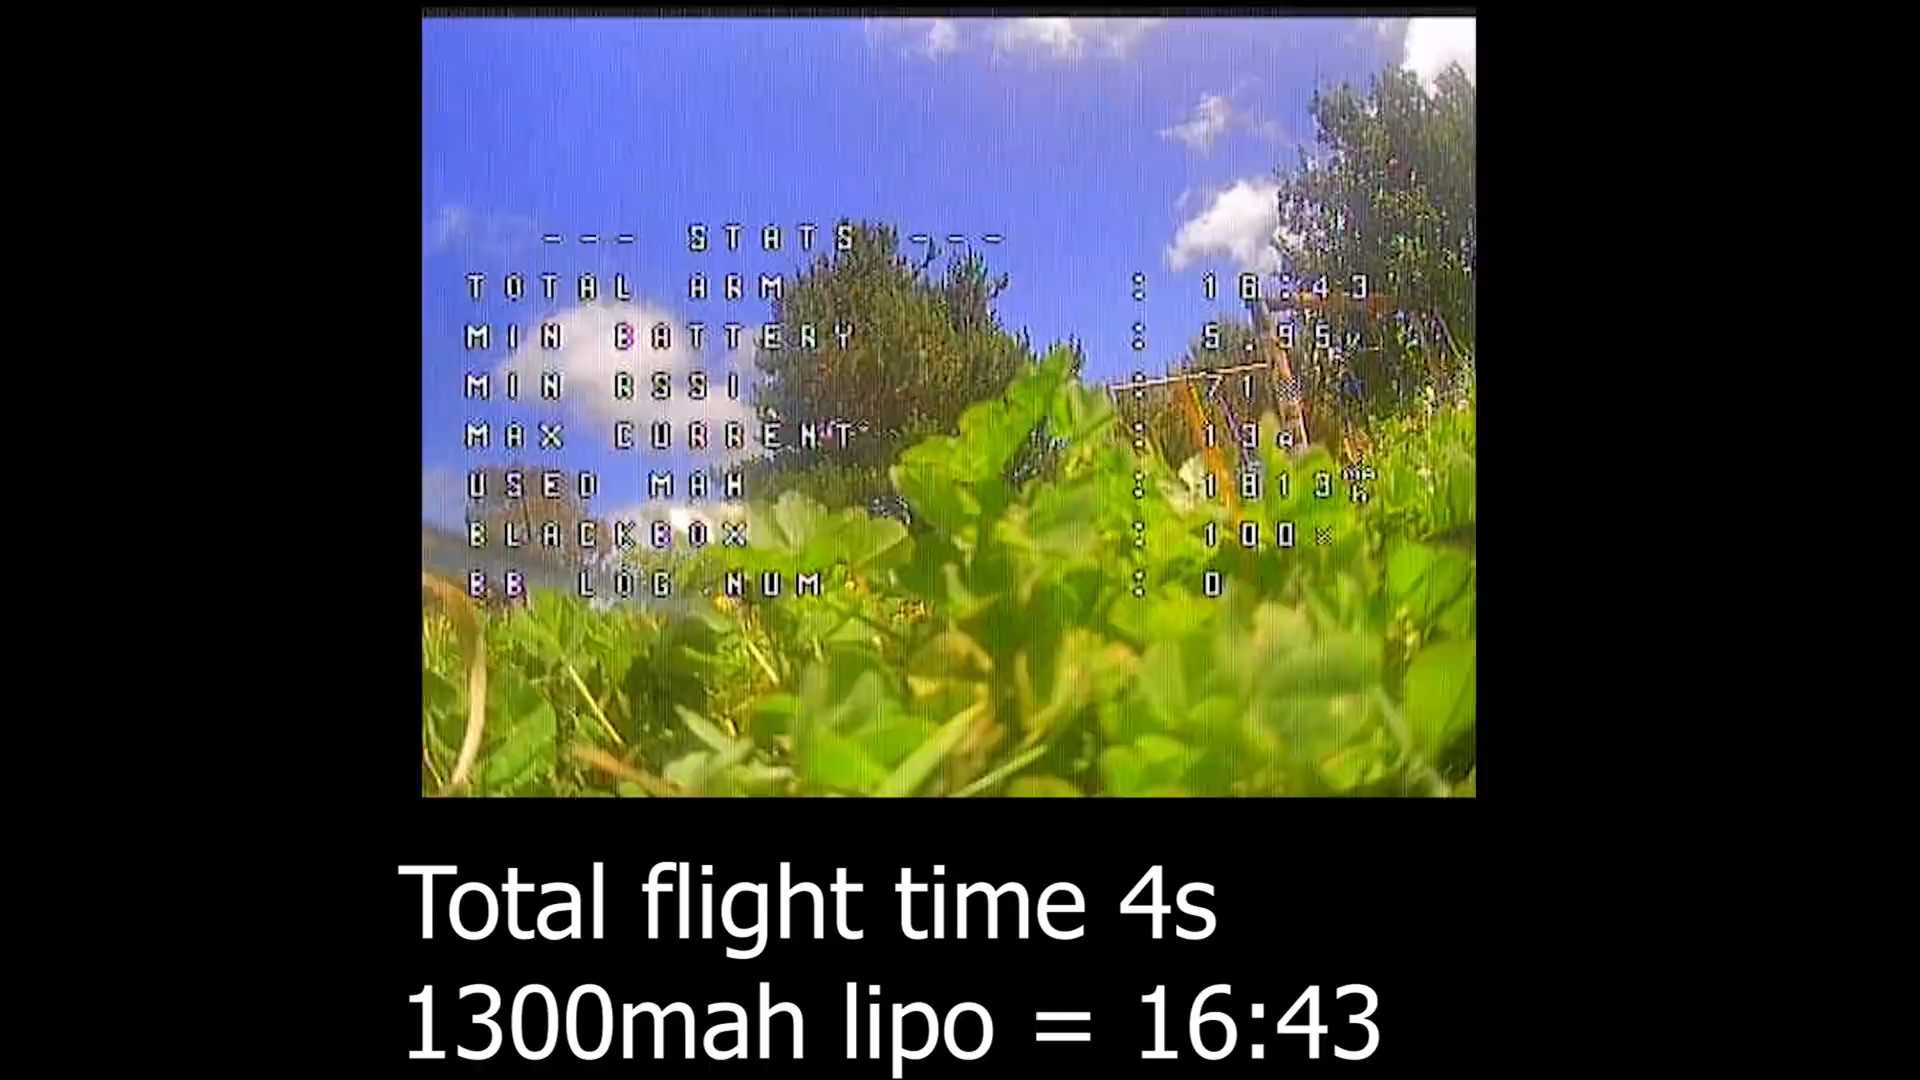 --- STATS ---
TOTAL ARM : 16:43
MIN BATTERY : 5.95V
MIN RSSI : 71%
MAX CURRENT : 13A
USED MAH : 1813mAh
BLACKBOX : 100%
BB LOG NUM : 0
Total flight time 4s
1300mah lipo = 16:43